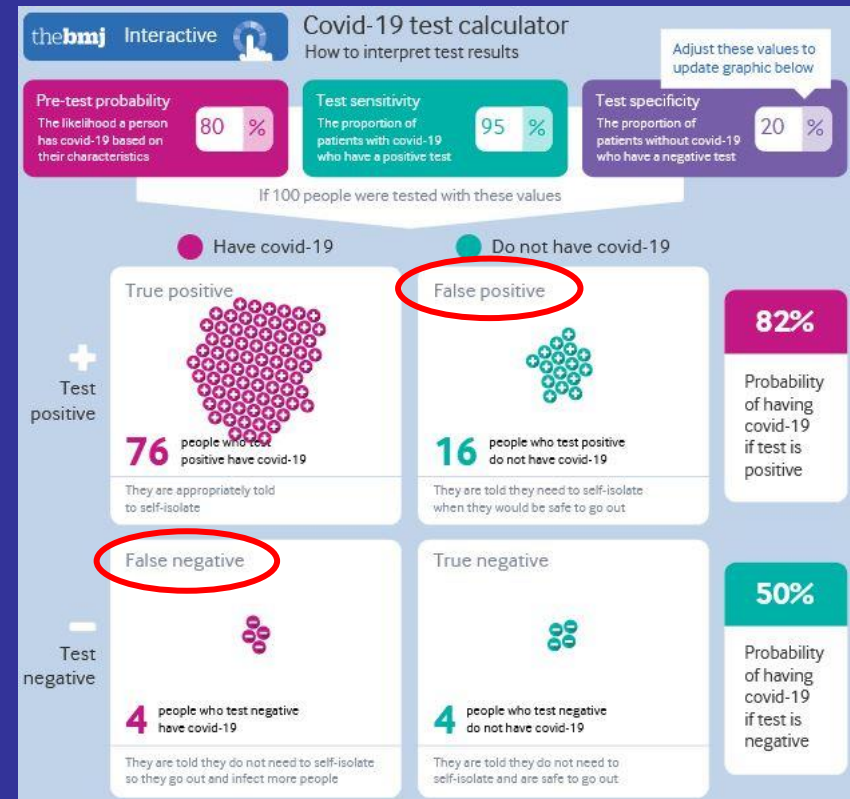 thebmj Interactive
Covid-19 test calculator
How to interpret test results
Adjust these values to
update graphic below
Pre-test probability
The likelihood a person
has covid-19 based on
their characteristics
80 %
Test sensitivity
The proportion of
patients with covid-19
who have a positive test
95 %
Test specificity
The proportion of
patients without covid-19
who have a negative test
20 %
If 100 people were tested with these values
Have covid-19
Do not have covid-19
Test
positive
True positive
76 people who test
positive have covid-19
They are appropriately told
to self-isolate
False positive
16 people who test positive
do not have covid-19
They are told they need to self-isolate
when they would be safe to go out
82%
Probability
of having
covid-19
if test is
positive
Test
negative
False negative
4 people who test negative
have covid-19
They are told they do not need to self-isolate
so they go out and infect more people
True negative
4 people who test negative
do not have covid-19
They are told they do not need to
self-isolate and are safe to go out
50%
Probability
of having
covid-19
if test is
negative